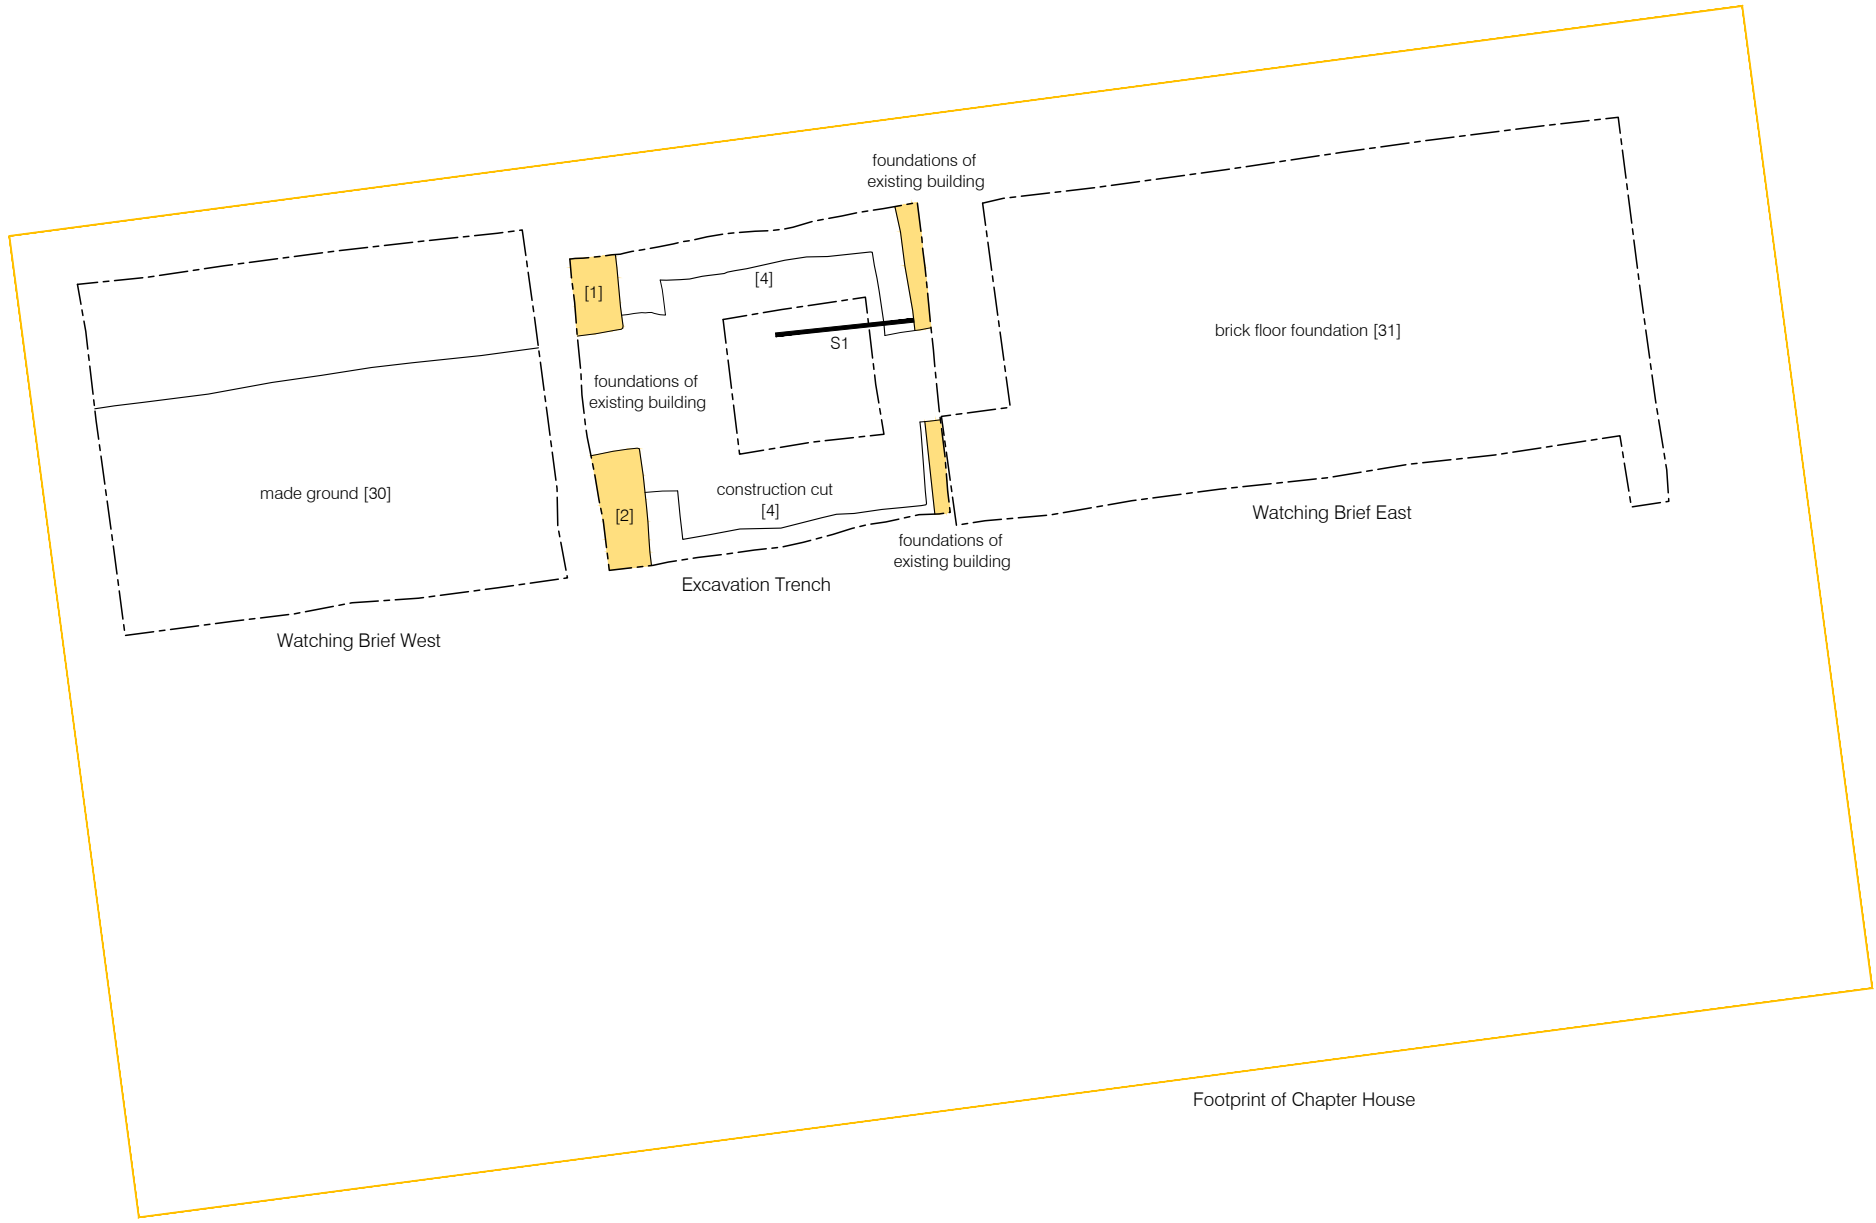 foundations of
existing building
[4]
[1]
brick floor foundation [31]
S1
foundations of
existing building
made ground [30]
construction cut
[4]
[2]
Watching Brief East
foundations of
existing building
Excavation Trench
Watching Brief West
Footprint of Chapter House